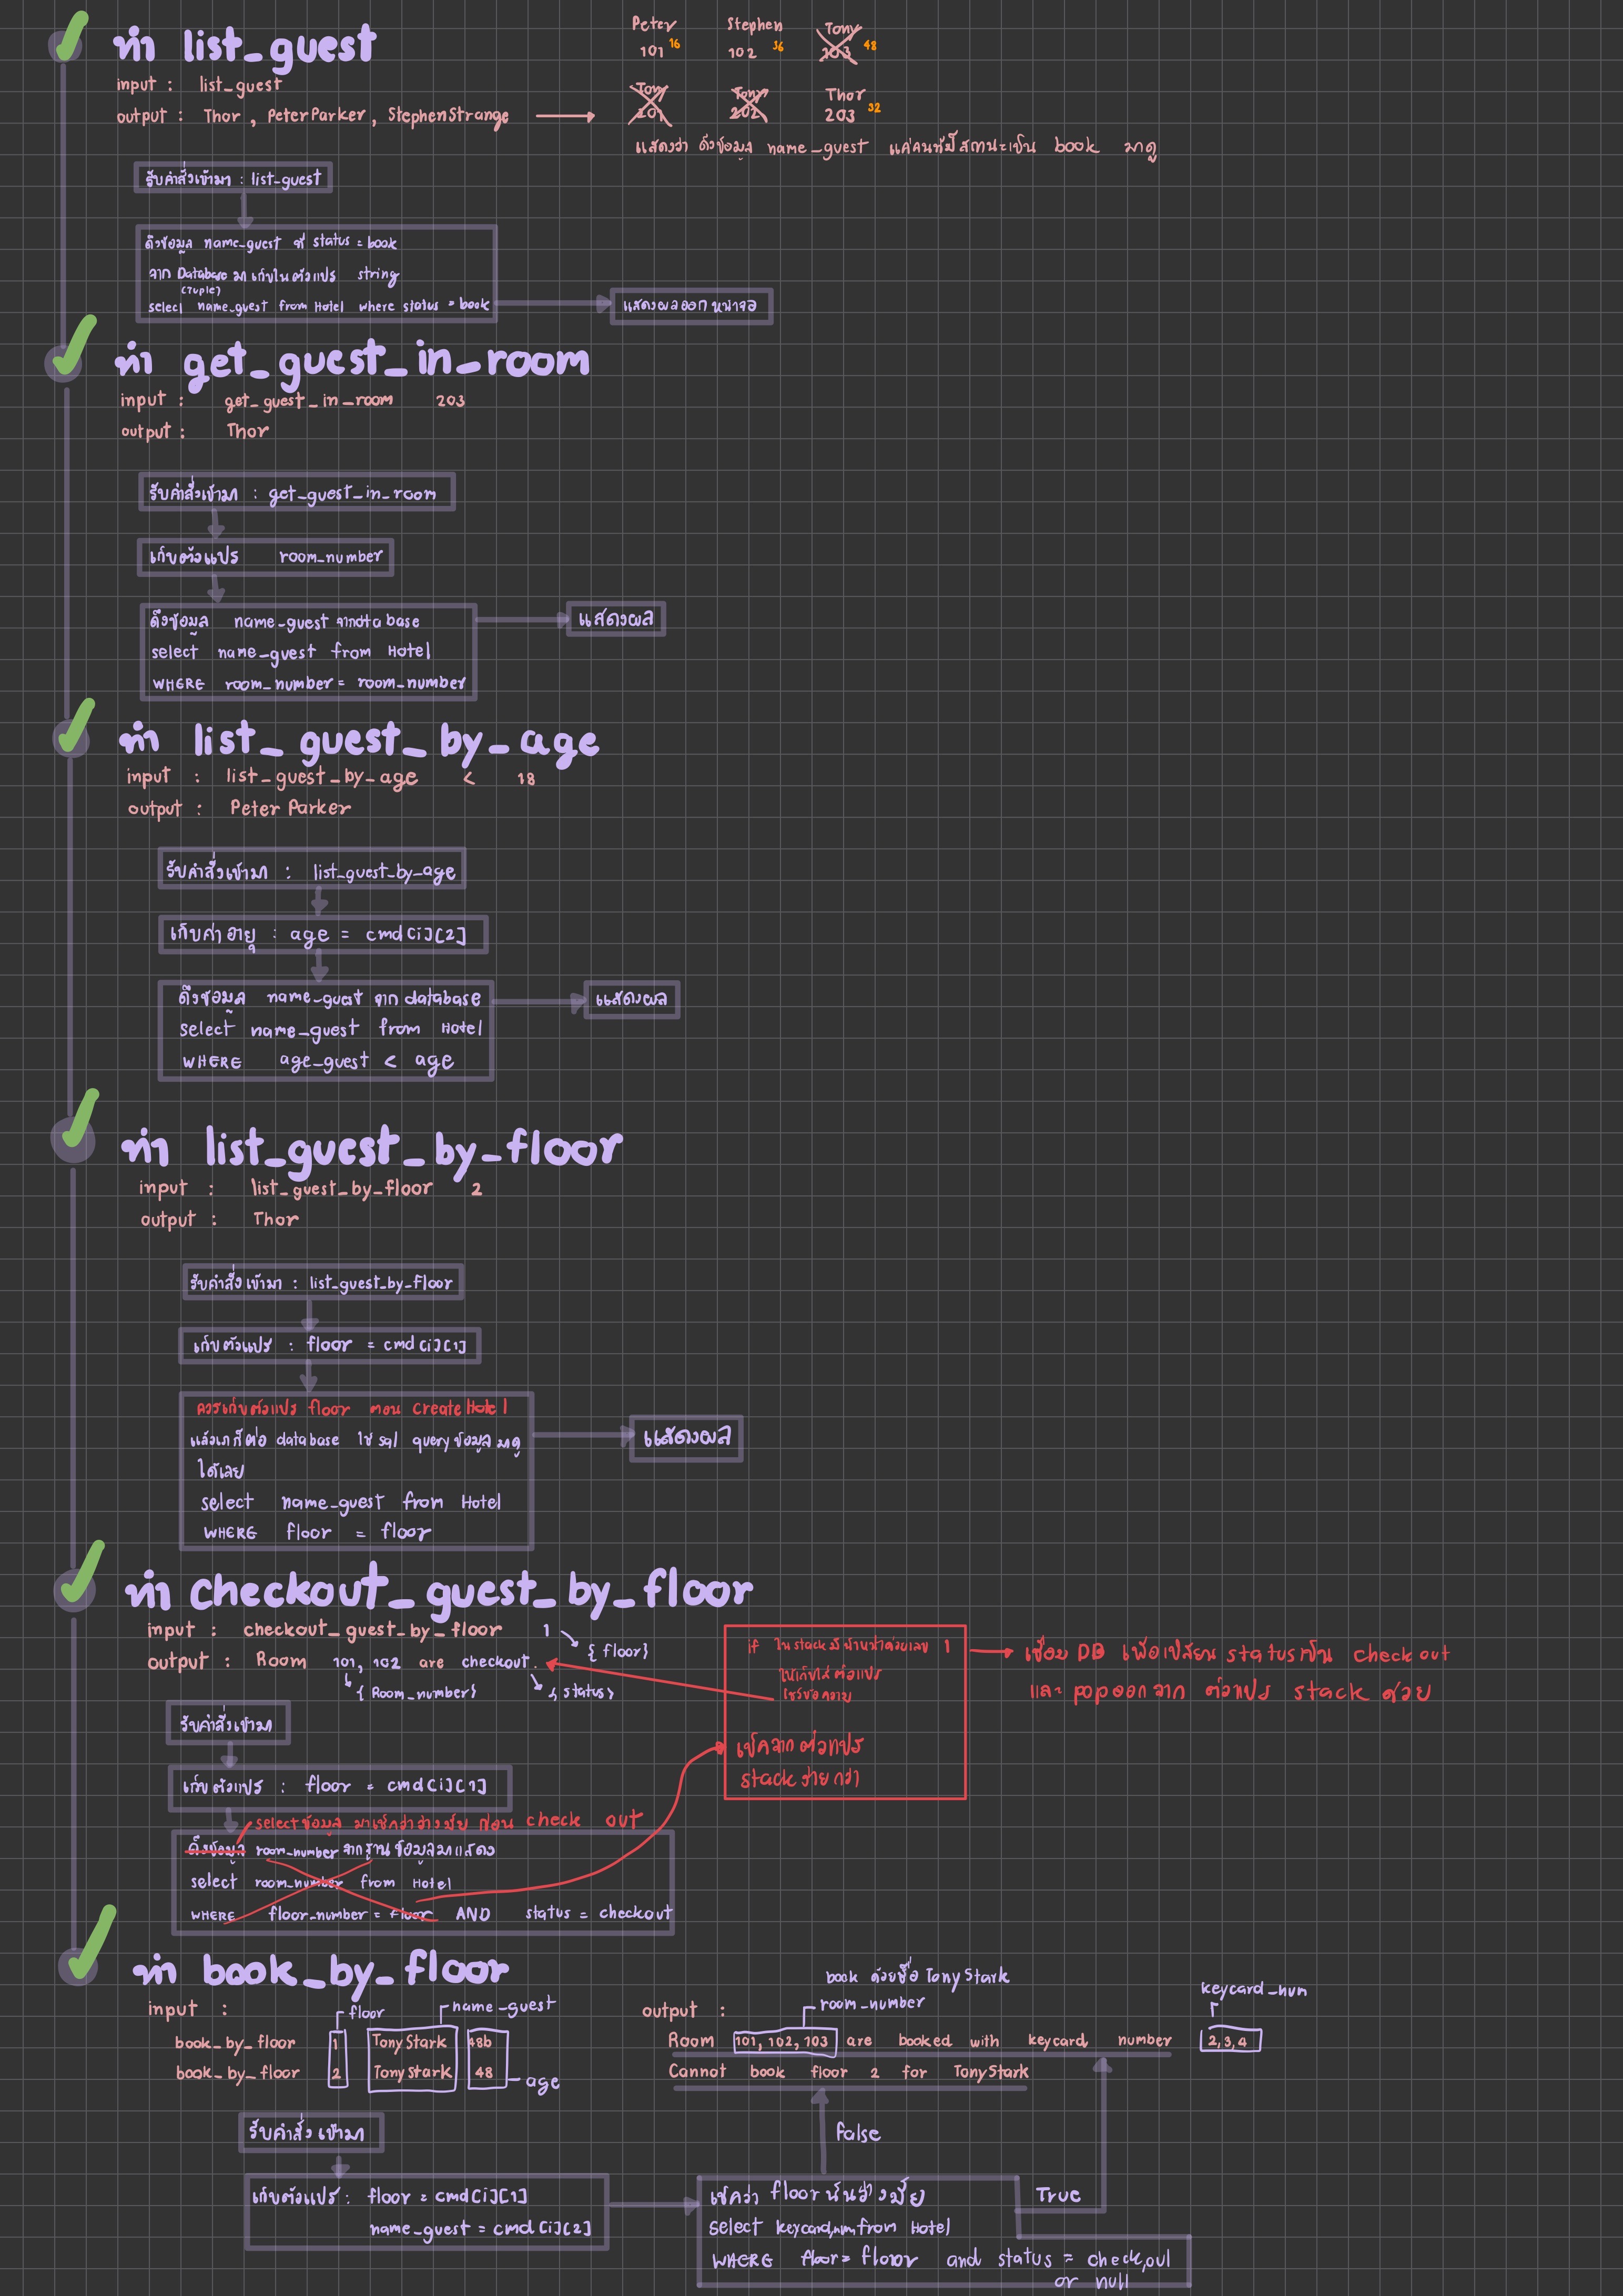 ทำ list_guest
input : list_guest
output : Thor , PeterParker , StephenStrange
Peter Stephen Tony
101 16 102 36 203 48
Tony Tony Thor
201 202 203 32
แสดงว่า ดึงข้อมูล name_guest แค่คนที่มีสถานะเป็น book มาดู
รับคำสั่งเข้ามา : list_guest
ดึงข้อมูล name_guest ที่ status = book
จาก Database มาเก็บในตัวแปร string
(Tuple)
select name_guest from Hotel where status = book
แสดงผลออกหน้าจอ
ทำ get_guest_in_room
input : get_guest_in_room 203
output : Thor
รับคำสั่งเข้ามา : get_guest_in_room
เก็บตัวแปร room_number
ดึงข้อมูล name_guest จากdta base
select name_guest from Hotel
WHERE room_number = room_number
แสดงผล
ทำ list_guest_by_age
input : list_guest_by_age < 18
output : Peter Parker
รับคำสั่งเข้ามา : list_guest_by_age
เก็บค่าอายุ : age = cmd[i][2]
ดึงข้อมูล name_guest จาก database
select name_guest from Hotel
WHERE age_guest < age
แสดงผล
ทำ list_guest_by_floor
input : list_guest_by_floor 2
output : Thor
รับคำสั่งเข้ามา : list_guest_by_floor
เก็บตัวแปร : floor = cmd[i][1]
ควรเก็บตัวแปร floor ตอน create Hotel
แล้วเราก็ต่อ database ใช้ sql query ข้อมูลมาดู
ได้เลย
select name_guest from Hotel
WHERE floor = floor
แสดงผล
ทำ checkout_guest_by_floor
input : checkout_guest_by_floor 1
{floor}
output : Room 101, 102 are checkout.
{Room_number} {status}
if ใน stack มี นำหน้าด้วยเลข 1
ให้เก็บใส่ ตัวแปร
โชว์ข้อความ
เช็คจาก ตัวแปร
stack ง่ายกว่า
เชื่อม DB เพื่อเปลี่ยน status เป็น check out
และ pop ออกจาก ตัวแปร stack ด้วย
รับคำสั่งเข้ามา
เก็บตัวแปร : floor = cmd[i][1]
select ข้อมูล มาเช็คว่าว่างมั้ย ก่อน check out
ดึงข้อมูล room_number จากฐานข้อมูลมาแสดง
select room_number from Hotel
WHERE floor_number = floor AND status = checkout
ทำ book_by_floor
input :
floor name_guest
book_by_floor 1 TonyStark 48b
book_by_floor 2 TonyStark 48
age
book ด้วยชื่อ TonyStark
output :
room_number
keycard_num
Room 101, 102, 103 are booked with keycard number 2,3,4
Cannot book floor 2 for TonyStark
False
True
รับคำสั่งเข้ามา
เก็บตัวแปร : floor = cmd[i][1]
name_guest = cmd[i][2]
เช็คว่า floor นั้นว่างมั้ย
select keycard_num from Hotel
WHERE floor = floor and status = check_out
or null